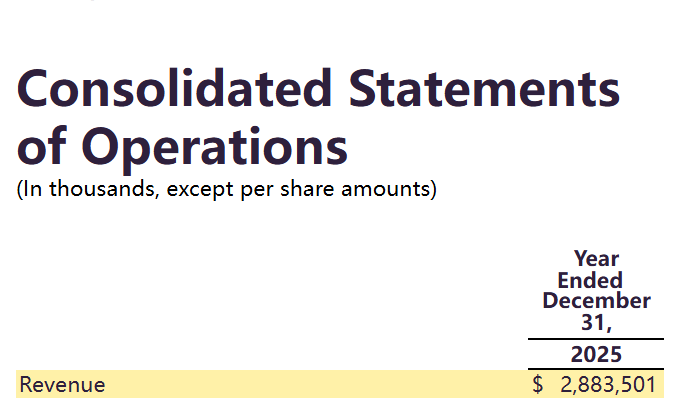 Consolidated Statements
of Operations
(In thousands, except per share amounts)
Year
Ended
December
31,
2025
Revenue $ 2,883,501